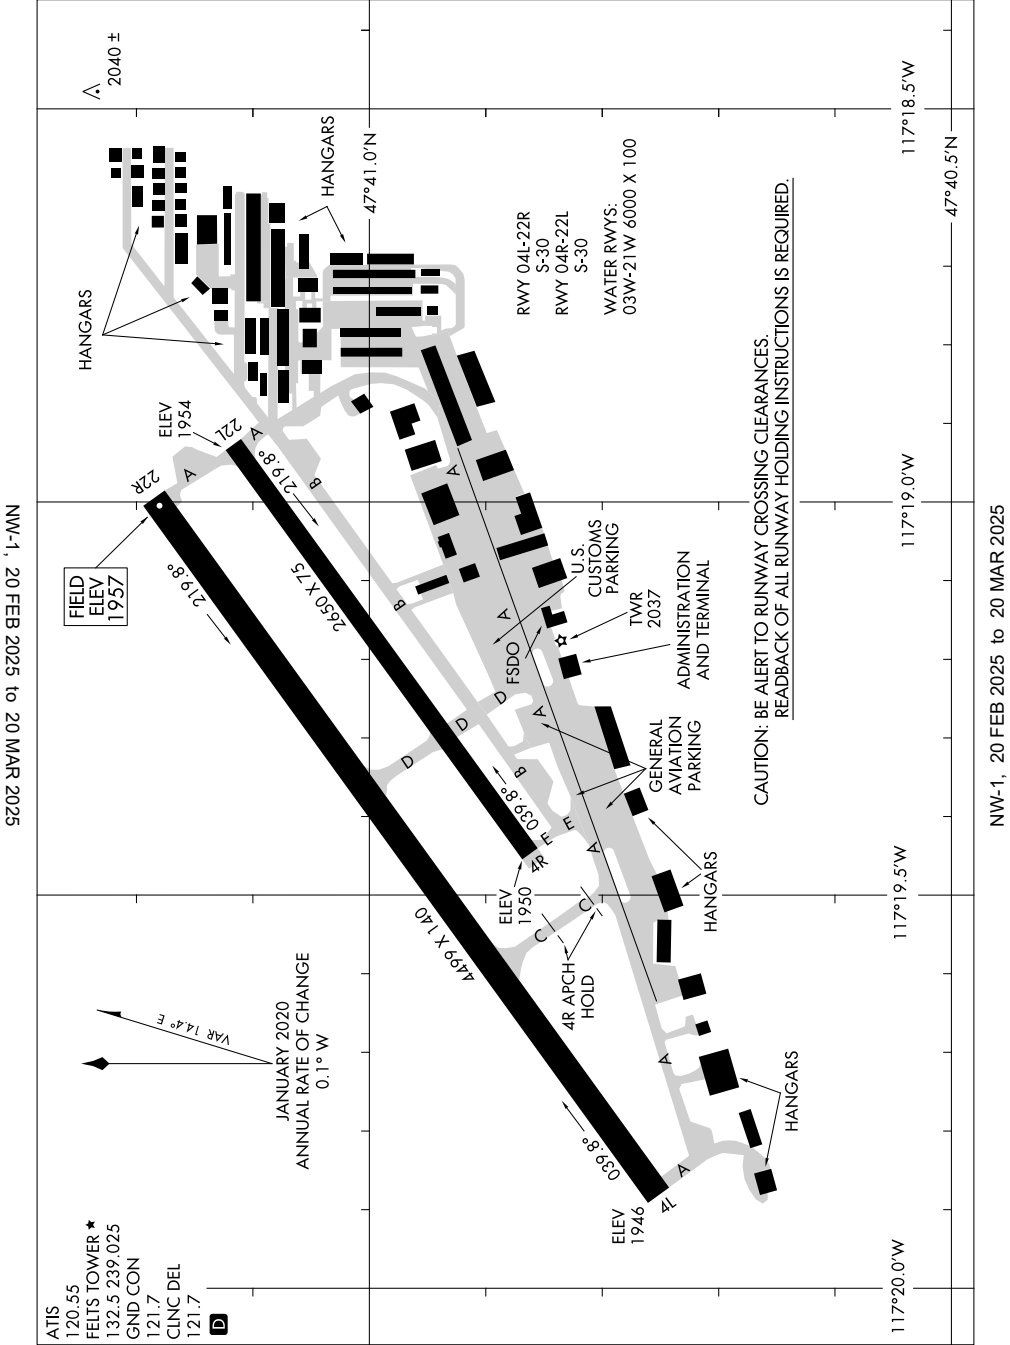 ATIS
120.55
FELTS TOWER ★
132.5 239.025
GND CON
121.7
CLNC DEL
121.7
D
JANUARY 2020
ANNUAL RATE OF CHANGE
0.1° W
VAR 14.4° E
FIELD
ELEV
1957
22R
219.8°
4499 X 140
039.8°
4L
ELEV
1946
ELEV
1954
22L
219.8°
2650 X 75
039.8°
4R
ELEV
1950
A
A
B
B
B
A
A
A
A
A
A
D
D
D
E
E
C
C
4R APCH
HOLD
HANGARS
HANGARS
HANGARS
HANGARS
2040 ±
U.S.
CUSTOMS
PARKING
FSDO
TWR
2037
ADMINISTRATION
AND TERMINAL
GENERAL
AVIATION
PARKING
RWY 04L-22R
S-30
RWY 04R-22L
S-30
WATER RWYS:
03W-21W 6000 X 100
CAUTION: BE ALERT TO RUNWAY CROSSING CLEARANCES.
READBACK OF ALL RUNWAY HOLDING INSTRUCTIONS IS REQUIRED.
47°41.0'N
47°40.5'N
117°18.5'W
117°19.0'W
117°19.5'W
117°20.0'W
NW-1, 20 FEB 2025 to 20 MAR 2025
NW-1, 20 FEB 2025 to 20 MAR 2025